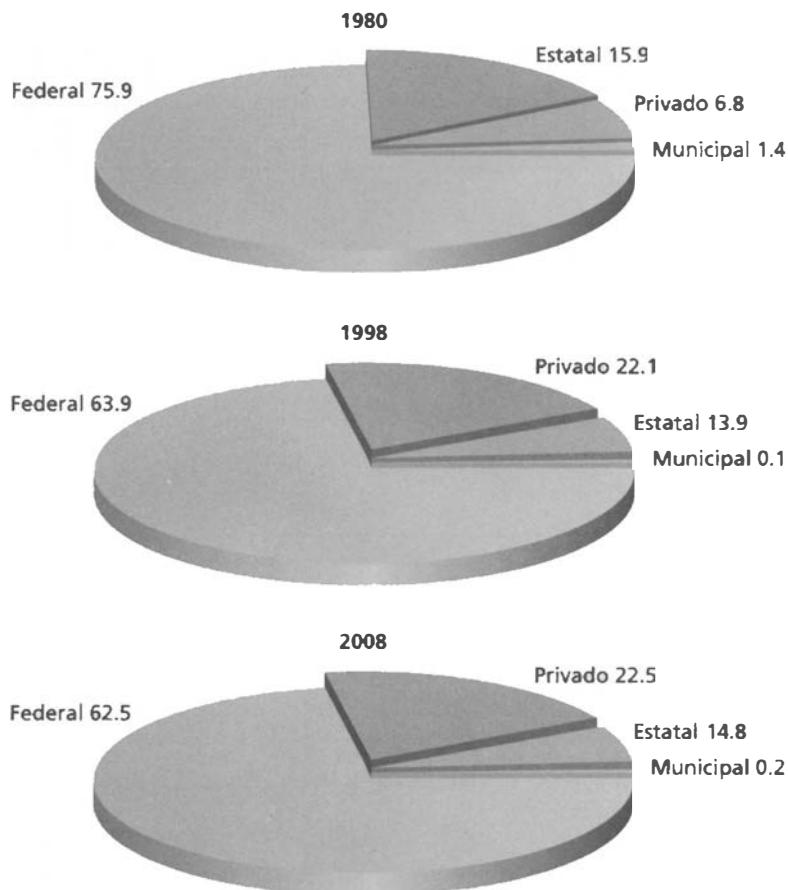 1980
Estatal 15.9
Federal 75.9
Privado 6.8
Municipal 1.4
1998
Privado 22.1
Federal 63.9
Estatal 13.9
Municipal 0.1
2008
Privado 22.5
Federal 62.5
Estatal 14.8
Municipal 0.2